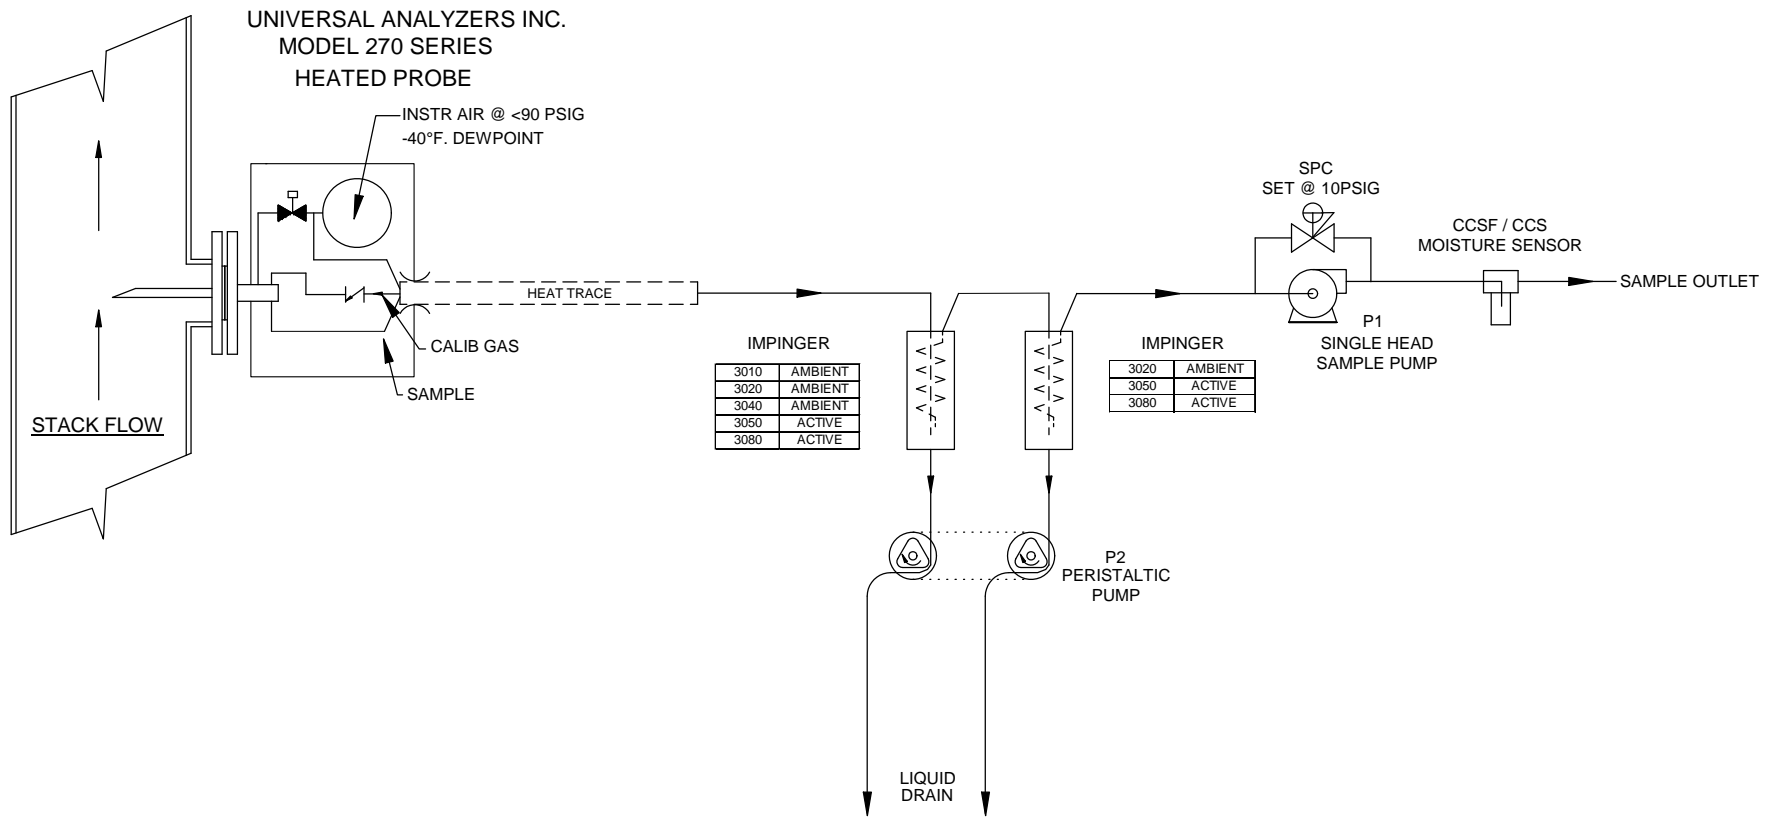 UNIVERSAL ANALYZERS INC.
MODEL 270 SERIES
HEATED PROBE
INSTR AIR @ <90 PSIG
-40°F. DEWPOINT
SPC
SET @ 10PSIG
CCSF / CCS
MOISTURE SENSOR
SAMPLE OUTLET
HEAT TRACE
P1
SINGLE HEAD
SAMPLE PUMP
CALIB GAS
SAMPLE
STACK FLOW
IMPINGER
3010 AMBIENT
3020 AMBIENT
3040 AMBIENT
3050 ACTIVE
3080 ACTIVE
IMPINGER
3020 AMBIENT
3050 ACTIVE
3080 ACTIVE
P2
PERISTALTIC
PUMP
LIQUID
DRAIN